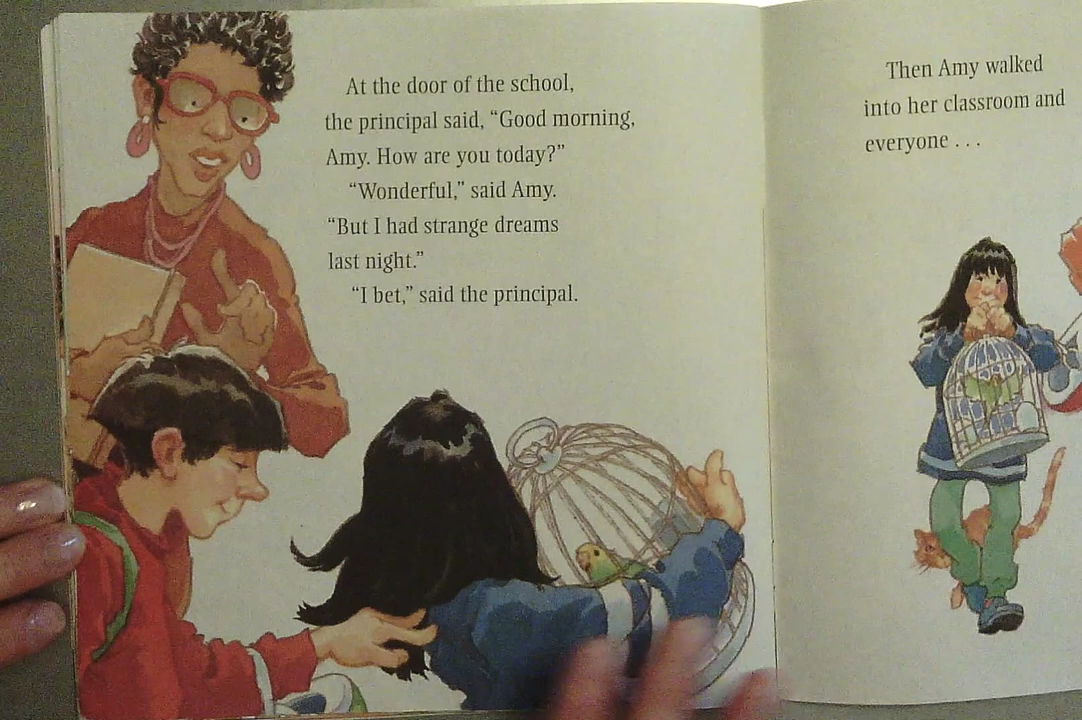 At the door of the school,
the principal said, “Good morning,
Amy. How are you today?”
“Wonderful,” said Amy.
“But I had strange dreams
last night.”
“I bet,” said the principal.
Then Amy walked
into her classroom and
everyone . . .